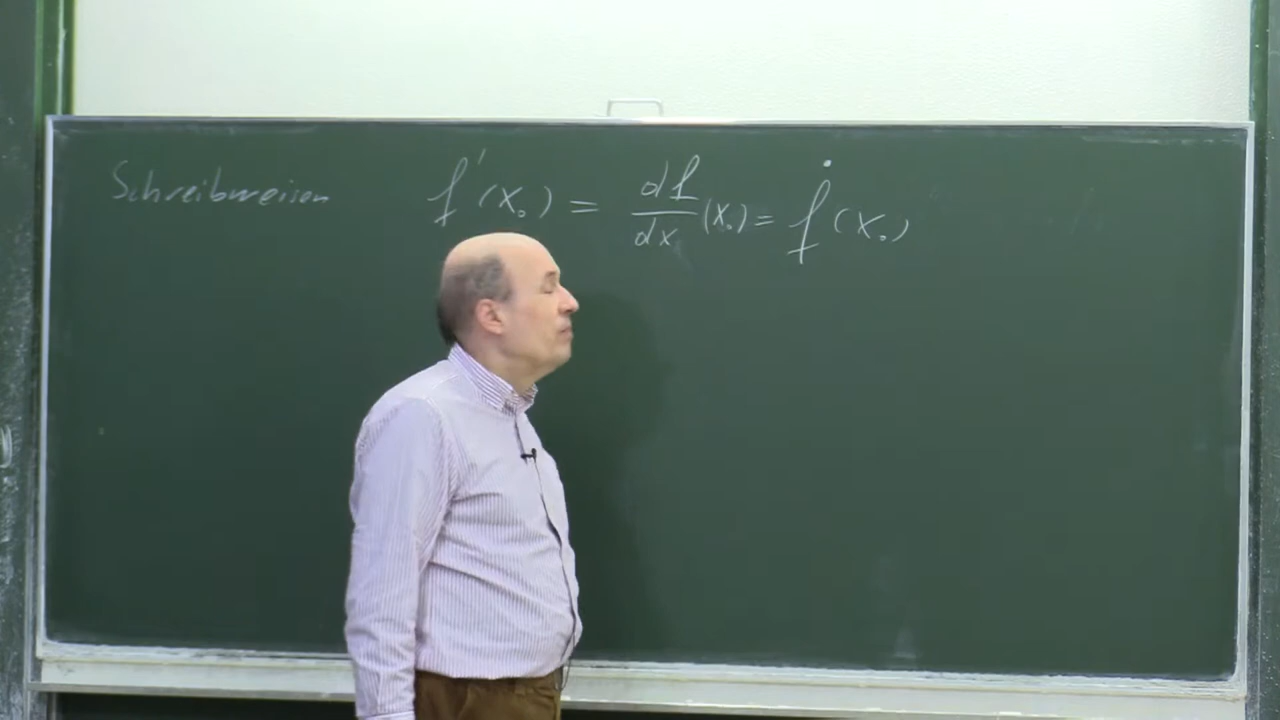 Schreibweisen f'(x₀) = df/dx (x₀) = ḟ(x₀)